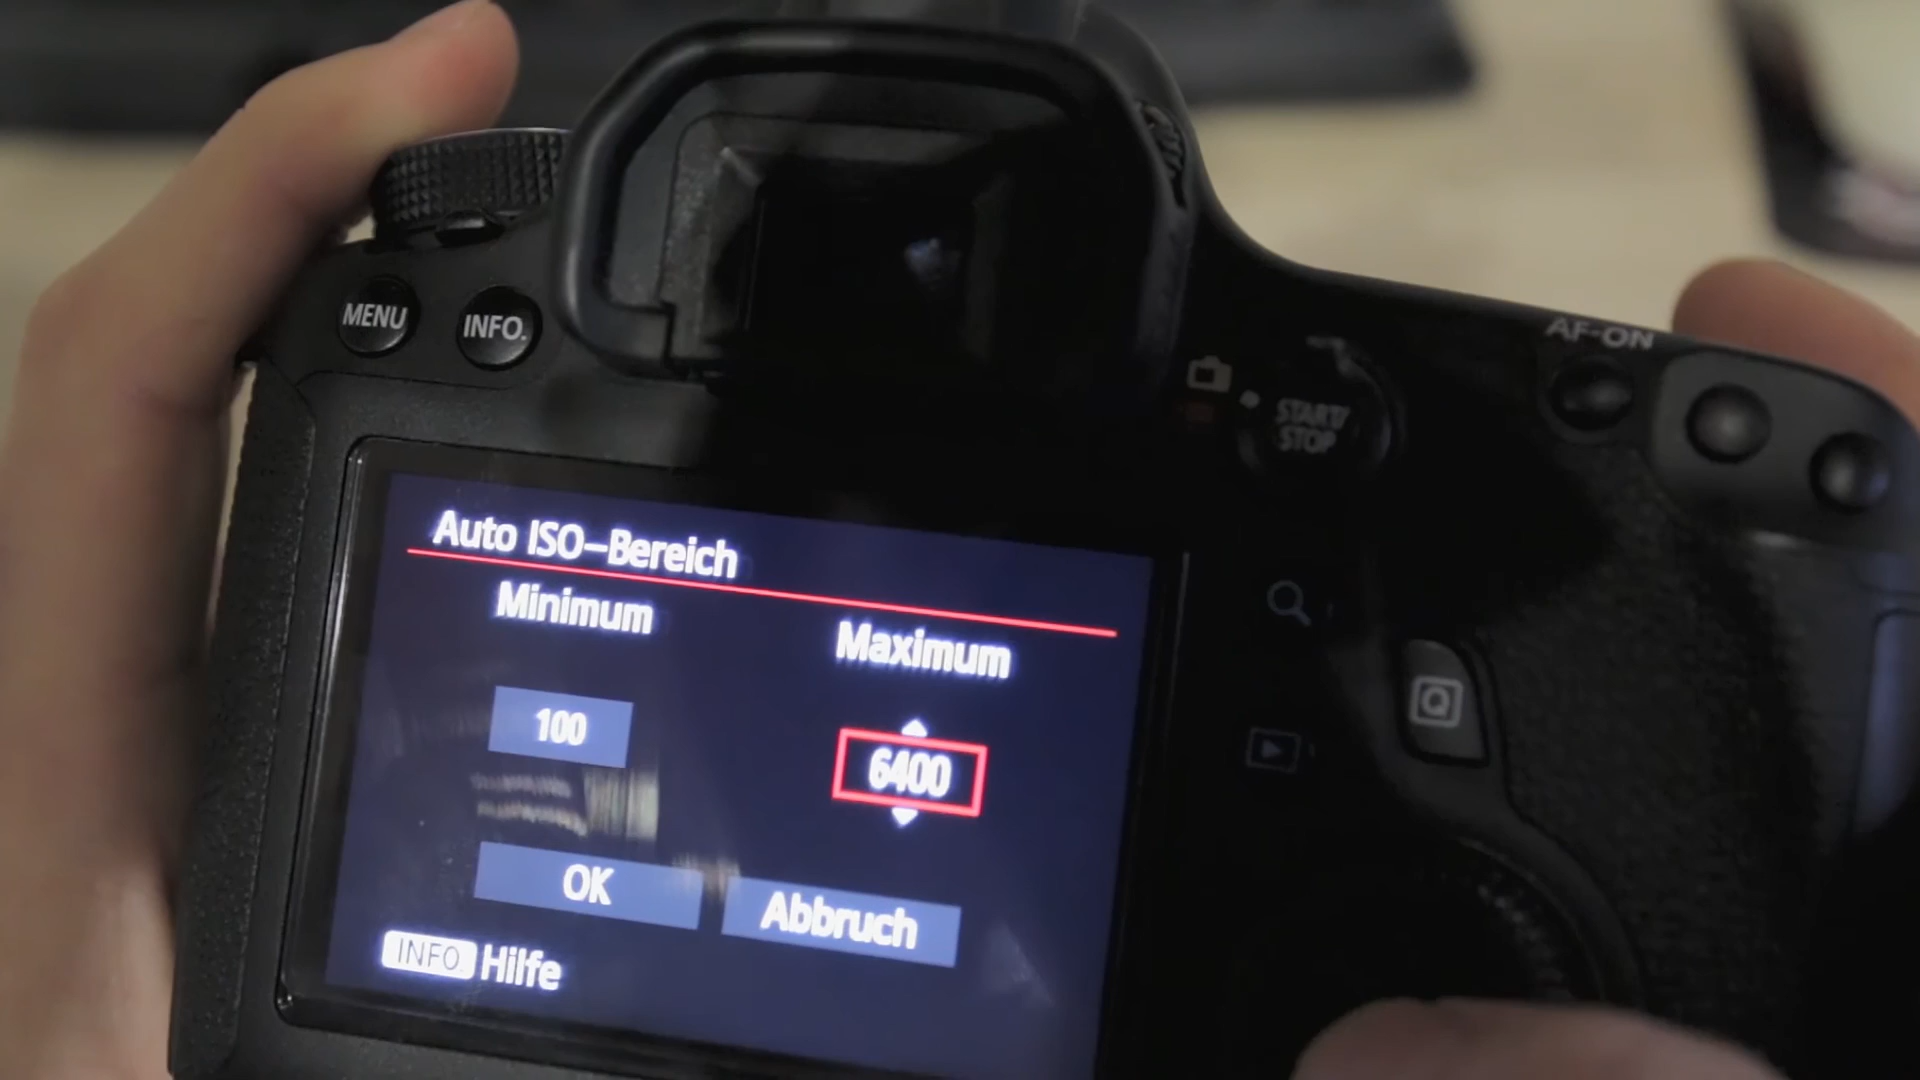 MENU
INFO.
AF-ON
START/
STOP
Q
Auto ISO-Bereich
Minimum
Maximum
100
6400
OK
Abbruch
INFO. Hilfe